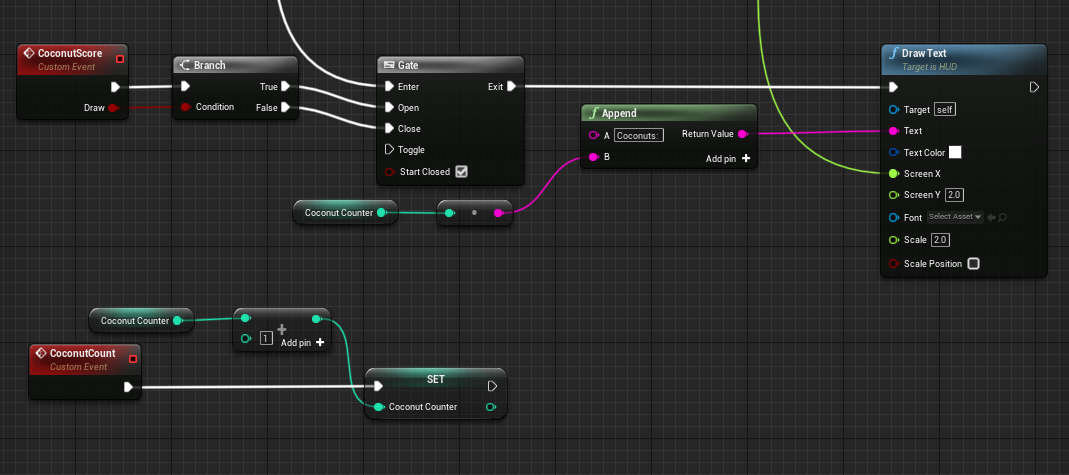 CoconutScore
Custom Event
Draw
Branch
Condition
True
False
Gate
Enter
Exit
Open
Close
Toggle
Start Closed
Append
A Coconuts:
Return Value
B
Add pin +
Draw Text
Target is HUD
Target self
Text
Text Color
Screen X
Screen Y 2.0
Font Select Asset
Scale 2.0
Scale Position
Coconut Counter
Coconut Counter
+
1
Add pin +
CoconutCount
Custom Event
SET
Coconut Counter